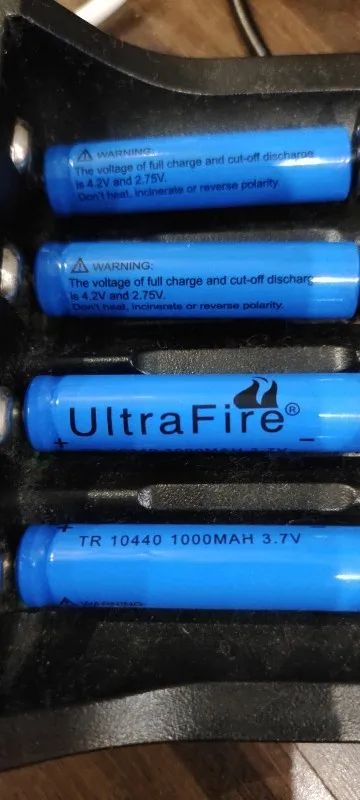 WARNING:
The voltage of full charge and cut-off discharge
is 4.2V and 2.75V.
Don't heat, incinerate or reverse polarity.
WARNING:
The voltage of full charge and cut-off discharg
is 4.2V and 2.75V.
Don't heat, incinerate or reverse polarity.
UltraFire®
+ −
+ −
TR 10440 1000MAH 3.7V
WARNING: